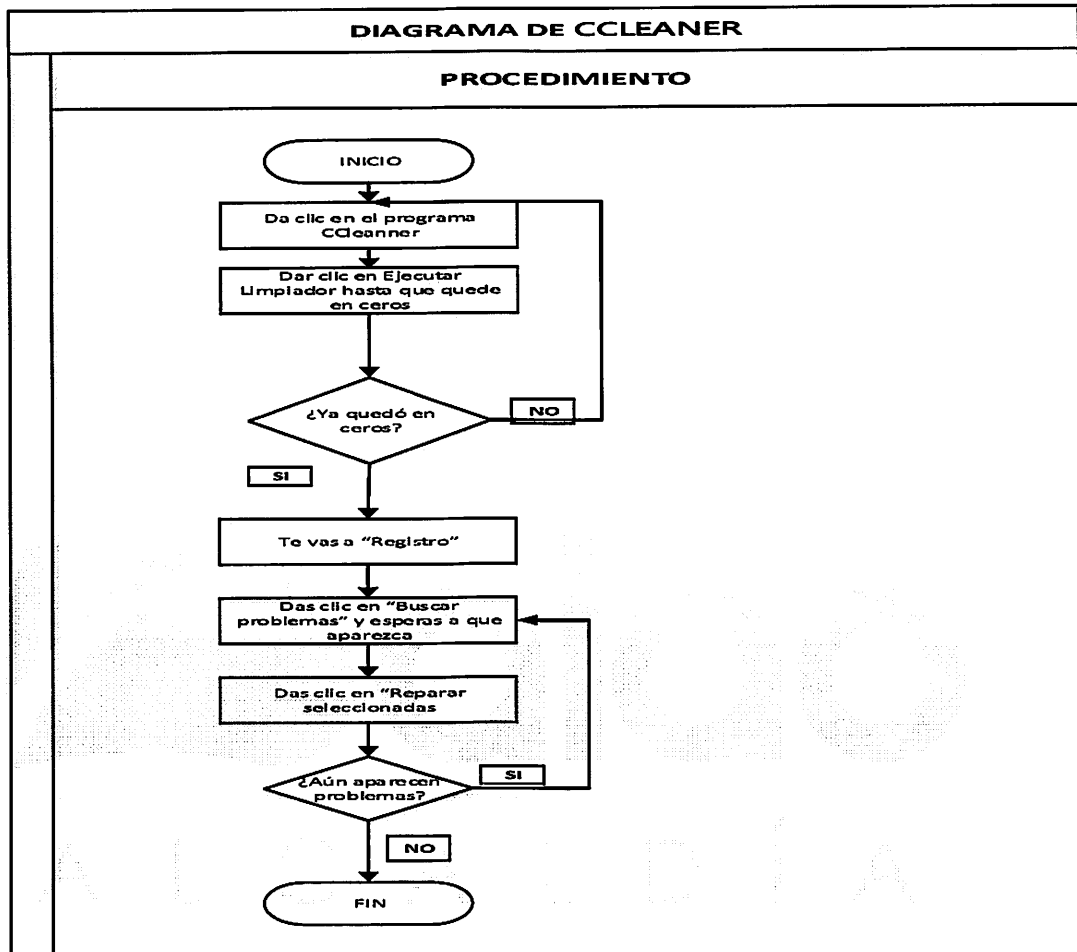 DIAGRAMA DE CCLEANER
PROCEDIMIENTO
INICIO
Da clic en el programa
CCleanner
Dar clic en Ejecutar
Limpiador hasta que quede
en ceros
¿Ya quedó en
ceros?
NO
SI
Te vas a “Registro”
Das clic en “Buscar
problemas” y esperas a que
aparezca
Das clic en “Reparar
seleccionadas
¿Aún aparecen
problemas?
SI
NO
FIN
ALCALDÍA